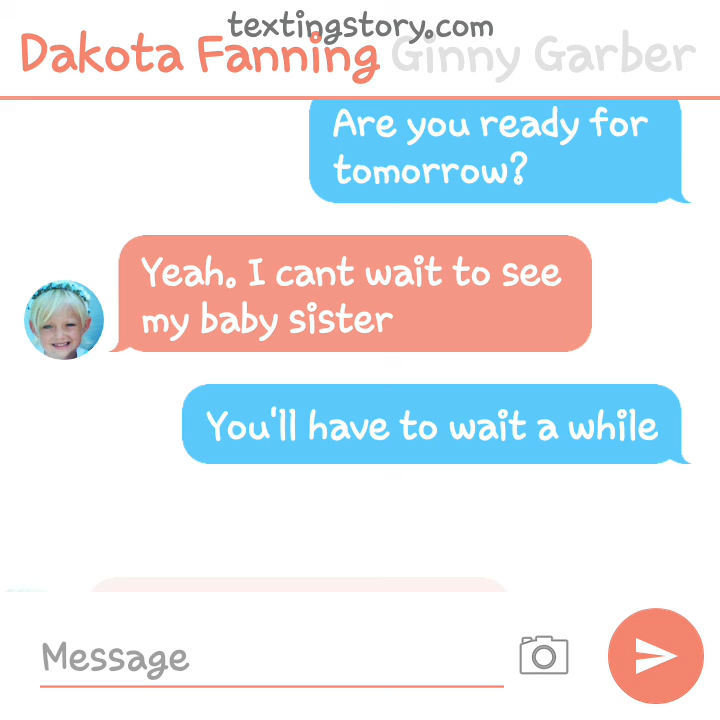 textingstory.com
Dakota Fanning Ginny Garber
Are you ready for
tomorrow?
Yeah. I cant wait to see
my baby sister
You'll have to wait a while
Message